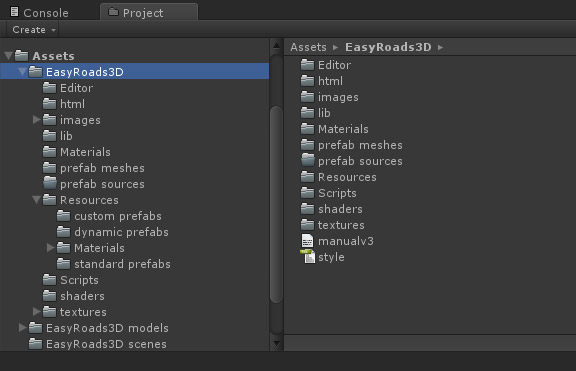 Console Project
Create
Assets
EasyRoads3D
Editor
html
images
lib
Materials
prefab meshes
prefab sources
Resources
custom prefabs
dynamic prefabs
Materials
standard prefabs
Scripts
shaders
textures
EasyRoads3D models
EasyRoads3D scenes
Assets EasyRoads3D
Editor
html
images
lib
Materials
prefab meshes
prefab sources
Resources
Scripts
shaders
textures
manualv3
style